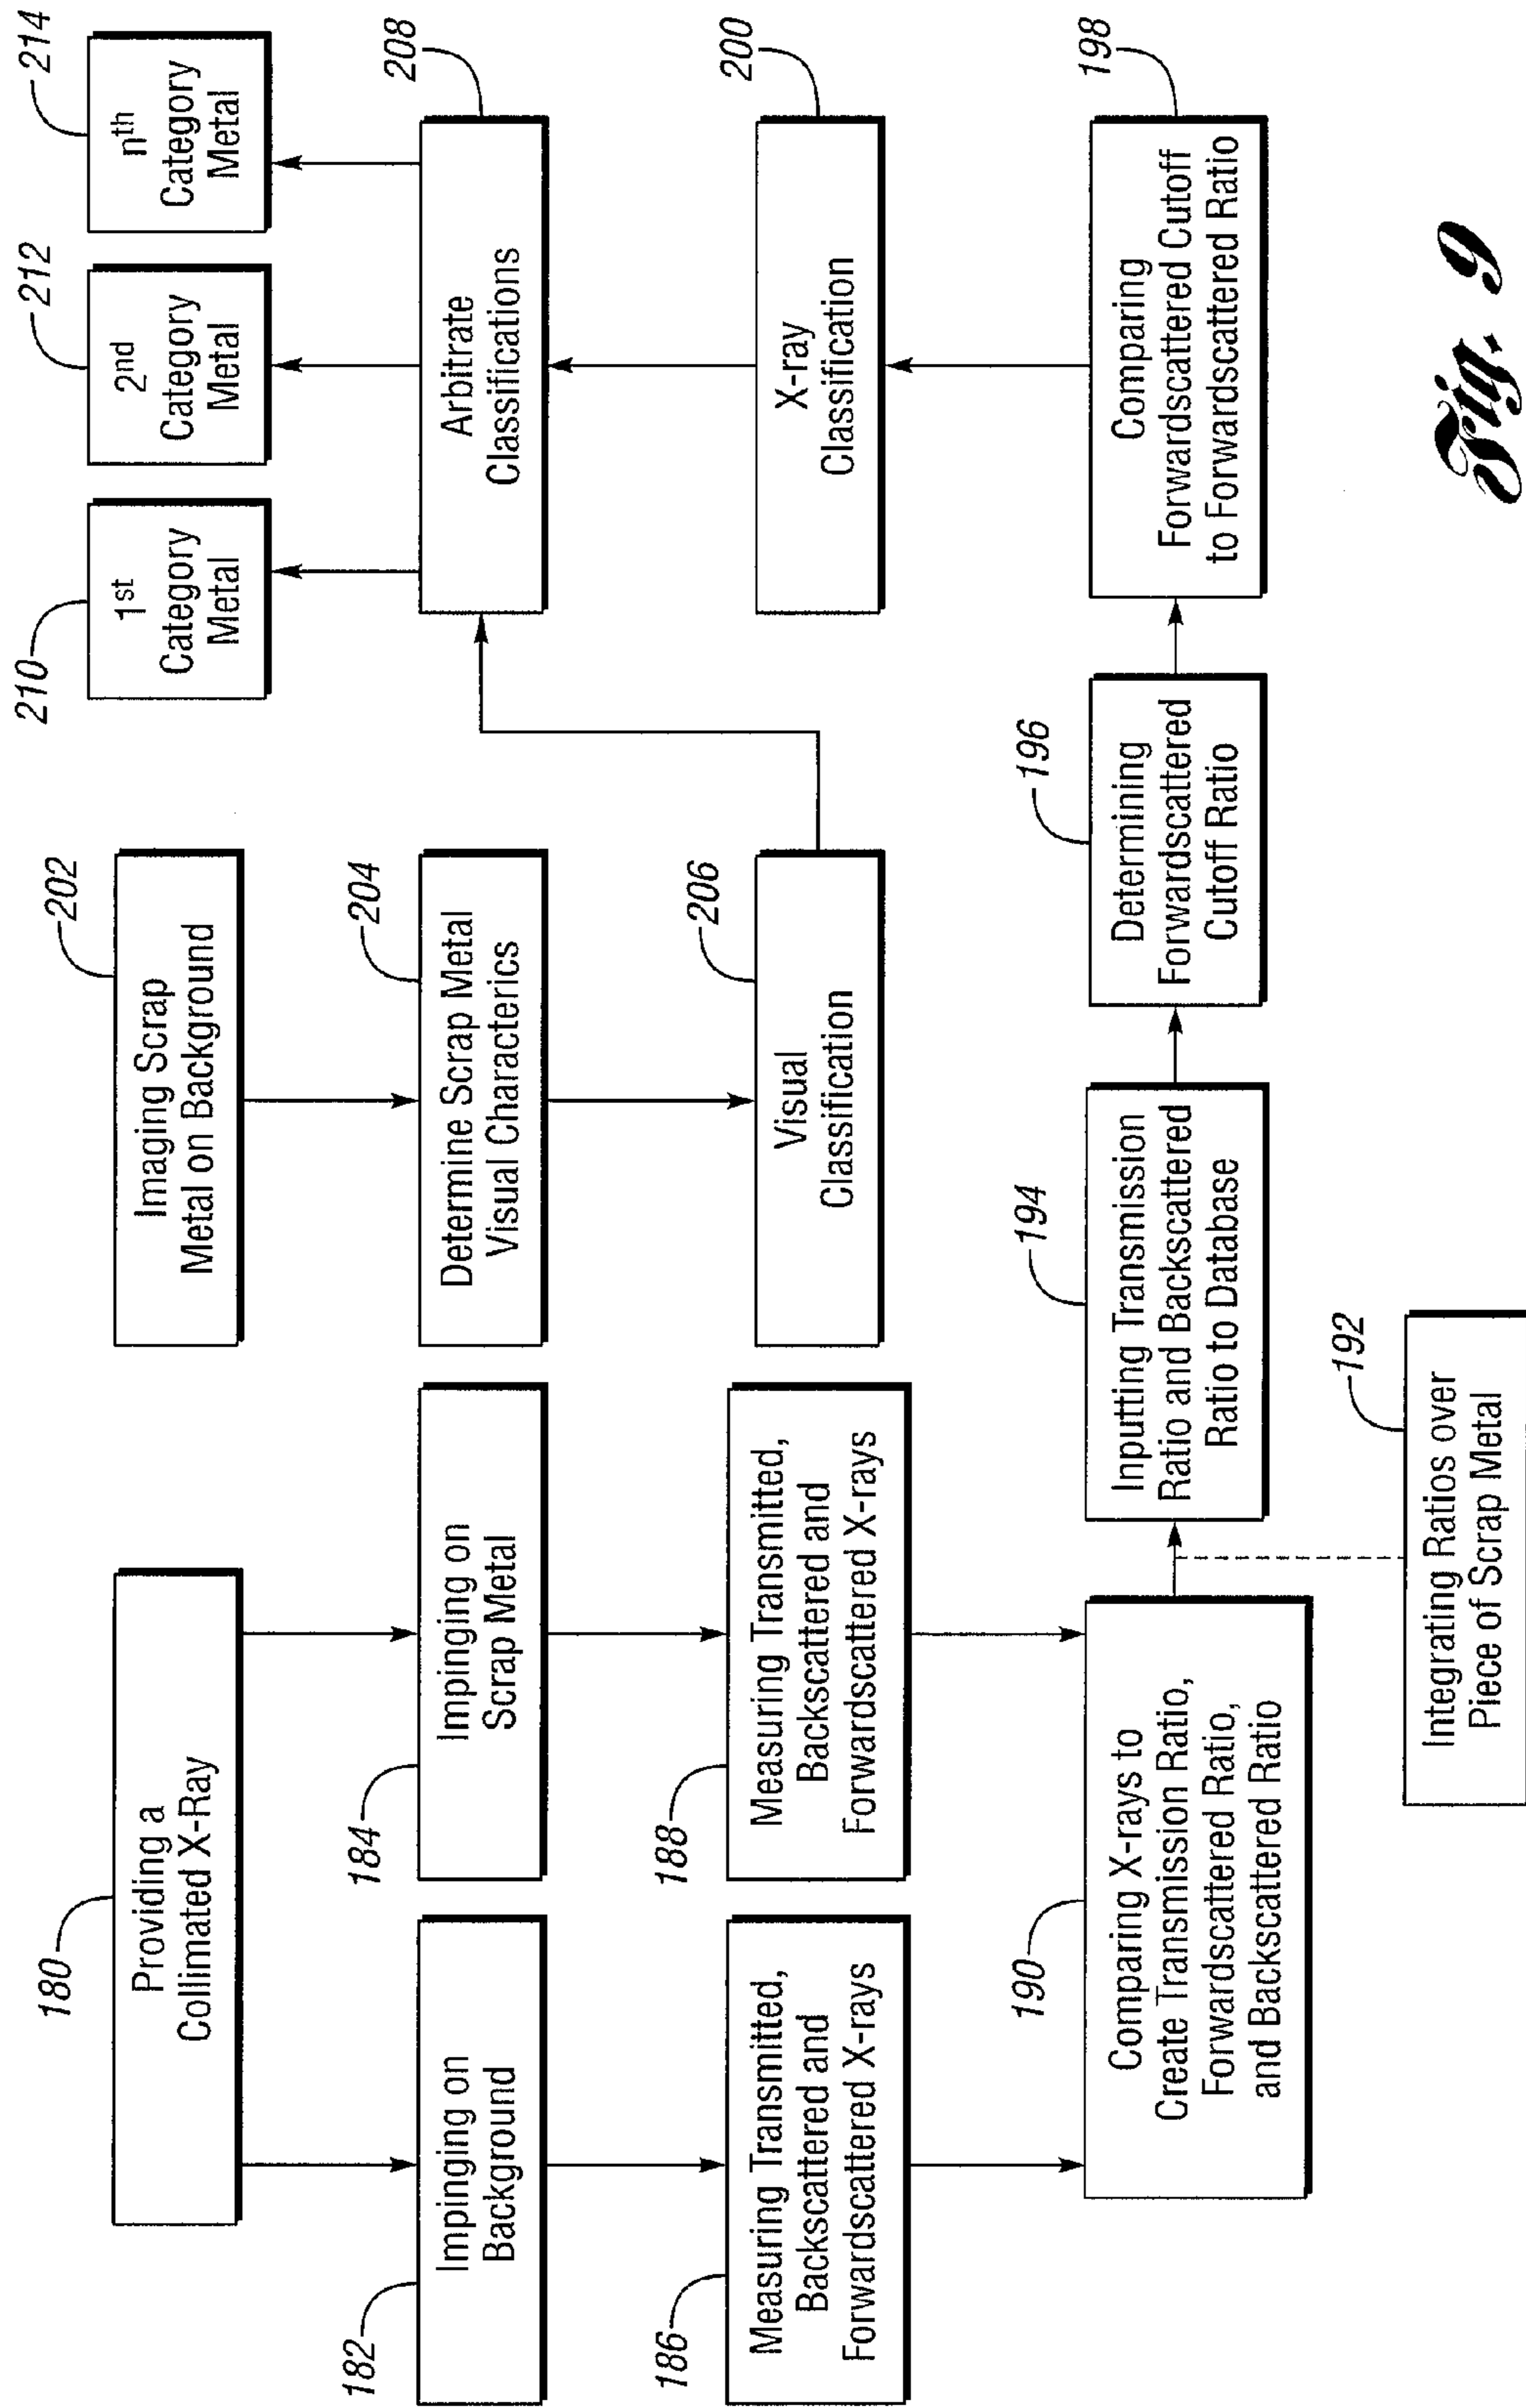 180
Providing a
Collimated X-Ray
182
Impinging on
Background
184
Impinging on
Scrap Metal
186
Measuring Transmitted,
Backscattered and
Forwardscattered X-rays
188
Measuring Transmitted,
Backscattered and
Forwardscattered X-rays
190
Comparing X-rays to
Create Transmission Ratio,
Forwardscattered Ratio,
and Backscattered Ratio
192
Integrating Ratios over
Piece of Scrap Metal
194
Inputting Transmission
Ratio and Backscattered
Ratio to Database
196
Determining
Forwardscattered
Cutoff Ratio
198
Comparing
Forwardscattered Cutoff
to Forwardscattered Ratio
200
X-ray
Classification
202
Imaging Scrap
Metal on Background
204
Determine Scrap Metal
Visual Characterics
206
Visual
Classification
208
Arbitrate
Classifications
210
1st
Category
Metal
212
2nd
Category
Metal
214
nth
Category
Metal
Fig. 9